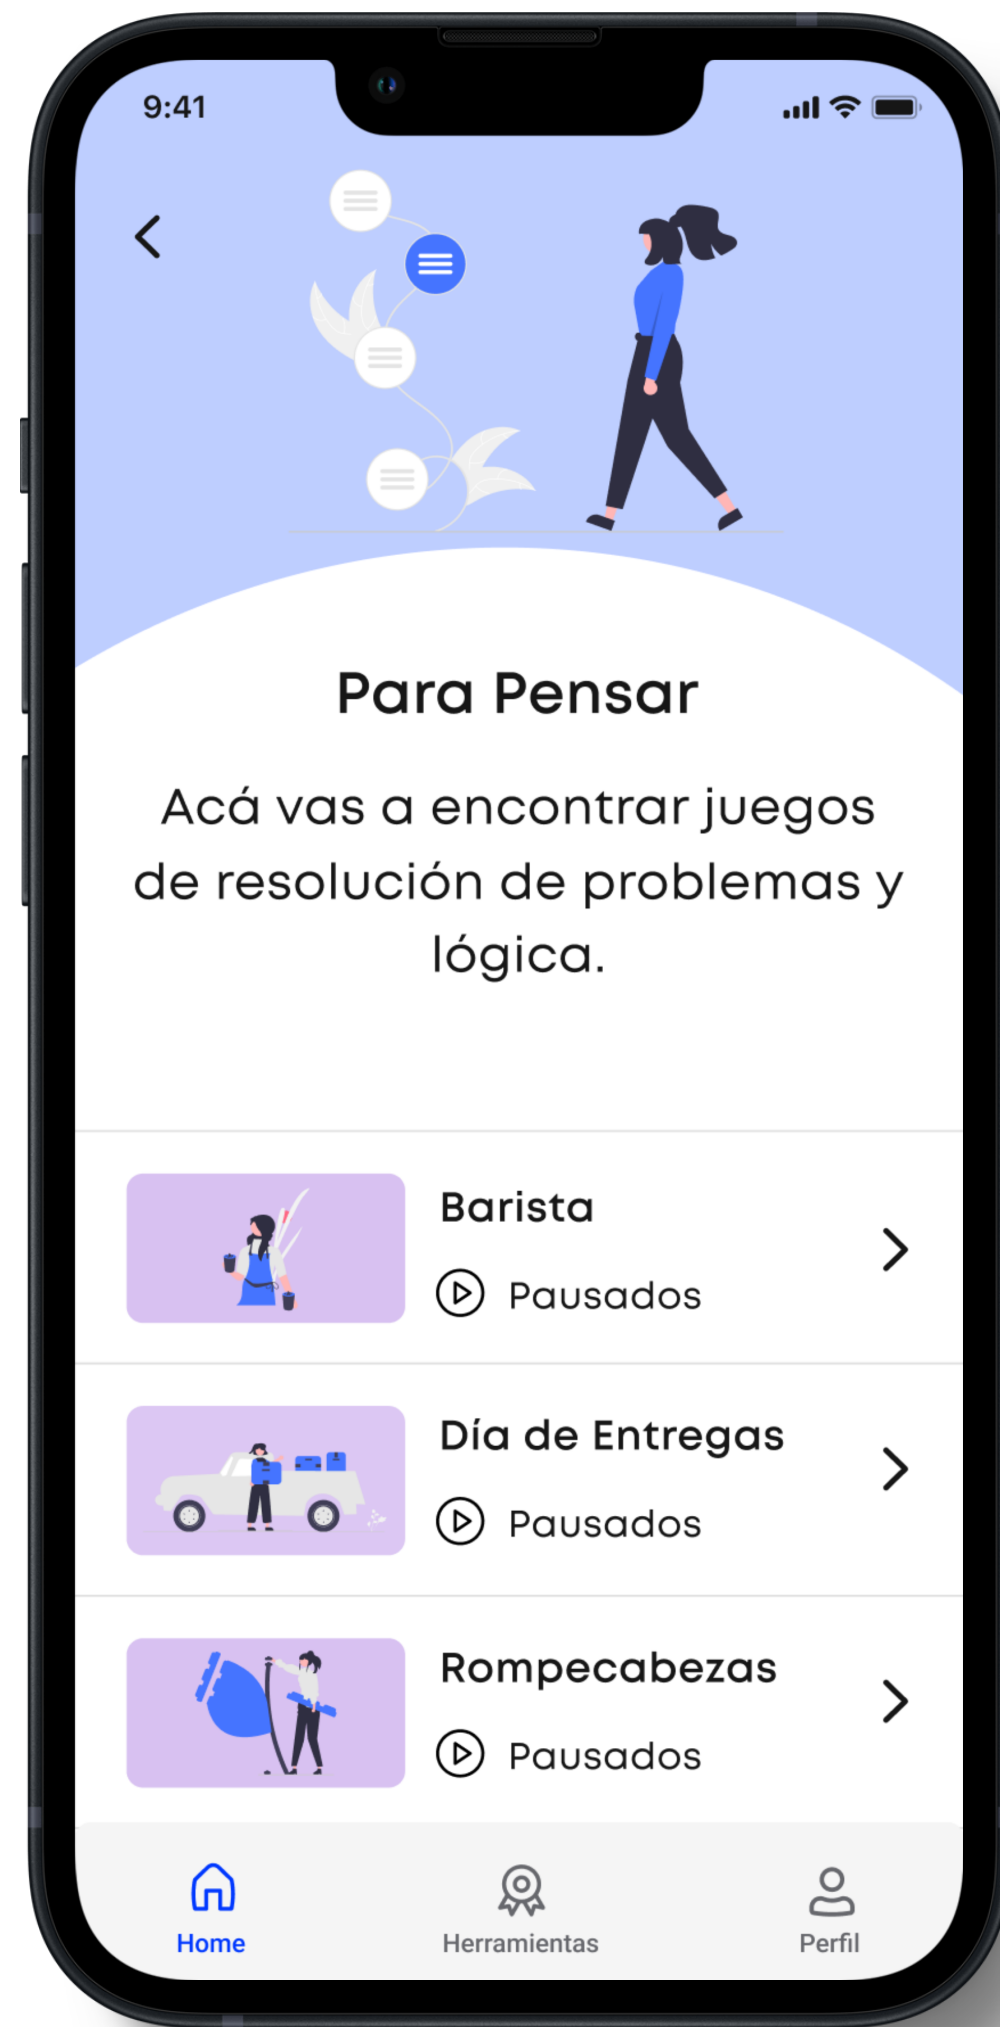 9:41
Para Pensar
Acá vas a encontrar juegos
de resolución de problemas y
lógica.
Barista
Pausados
Día de Entregas
Pausados
Rompecabezas
Pausados
Home
Herramientas
Perfil